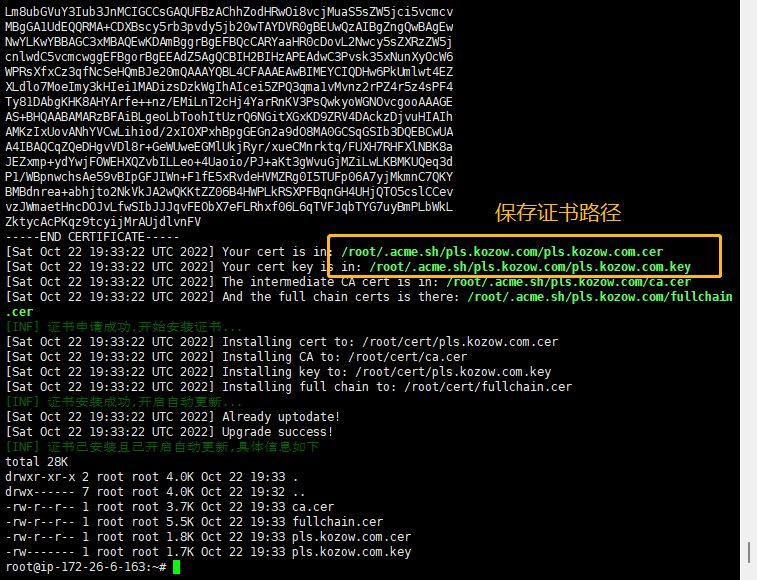 Lm8ubGVuY3Iub3JnMCIGCCsGAQUFBzAChhZodHRwOi8vcjMuaS5sZW5jci5vcmcv
MBgGA1UdEQQRMA+CDXBscy5rb3pvdy5jb20wTAYDVR0gBEUwQzAIBgZngQwBAgEw
NwYLKwYBBAGC3xMBAQEwKDAmBggrBgEFBQcCARYaaHR0cDovL2Nwcy5sZXRzZW5j
cnlwdC5vcmcwggEFBgorBgEEAdZ5AgQCBIH2BIHzAPEAdwC3Pvsk35xNunXyOcW6
WPRsXfxCz3qfNcSeHQmBJe20mQAAAYQBL4CFAAAEAwBIMEYCIQDHw6PkUmlwt4EZ
XLdlo7MoeImy3kHIei1MADizsDzkWgIhAIcei5ZPQ3qma1vMvnz2rPZ4r5z4sPF4
Ty81DAbgKHK8AHYArfe++nz/EMiLnT2cHj4YarRnKV3PsQwkyoWGNOvcgooAAAGE
AS+BHQAABAMARzBFAiBLgeoLbToohItUzrQ6NGitXGxKD9ZRV4DAckzDjvuHIAIh
AMKzIxUovANhYVCwLihiod/2xIOXPxhBpgGEGn2a9dO8MA0GCSqGSIb3DQEBCwUA
A4IBAQCqZQeDHgvVDl8r+GeWUweEGMlUkjRyr/xueCMnrktq/FUXH7RHFXlNBK8a
JEZxmp+ydYwjFOWEHXQZvbILLeo+4Uaoio/PJ+aKt3gWvuGjMZiLwLKBMKUQeq3d
P1/WBpnwchsAe59vBIpGFJIWn+F1fE5xRvdeHVMZRg0I5TUFp06A7yjMkmnC7QKY
BMBdnrea+abhjto2NkVkJA2wQKKtZZ06B4HWPLkRSXPFBqnGH4UHjQTO5cslCCev
vzJWmaetHncDOJvLfwSIbJJJqvFEObX7eFLRhxf06L6qTVFJqbTYG7uyBmPLbWkL
ZktycAcPKqz9tcyijMrAUjdlvnFV
保存证书路径
-----END CERTIFICATE-----
[Sat Oct 22 19:33:22 UTC 2022] Your cert is in: /root/.acme.sh/pls.kozow.com/pls.kozow.com.cer
[Sat Oct 22 19:33:22 UTC 2022] Your cert key is in: /root/.acme.sh/pls.kozow.com/pls.kozow.com.key
[Sat Oct 22 19:33:22 UTC 2022] The intermediate CA cert is in: /root/.acme.sh/pls.kozow.com/ca.cer
[Sat Oct 22 19:33:22 UTC 2022] And the full chain certs is there: /root/.acme.sh/pls.kozow.com/fullchain
.cer
[INF] 证书申请成功,开始安装证书...
[Sat Oct 22 19:33:22 UTC 2022] Installing cert to: /root/cert/pls.kozow.com.cer
[Sat Oct 22 19:33:22 UTC 2022] Installing CA to: /root/cert/ca.cer
[Sat Oct 22 19:33:22 UTC 2022] Installing key to: /root/cert/pls.kozow.com.key
[Sat Oct 22 19:33:22 UTC 2022] Installing full chain to: /root/cert/fullchain.cer
[INF] 证书安装成功,开启自动更新...
[Sat Oct 22 19:33:22 UTC 2022] Already uptodate!
[Sat Oct 22 19:33:22 UTC 2022] Upgrade success!
[INF] 证书已安装且已开启自动更新,具体信息如下
total 28K
drwxr-xr-x 2 root root 4.0K Oct 22 19:33 .
drwx------ 7 root root 4.0K Oct 22 19:32 ..
-rw-r--r-- 1 root root 3.7K Oct 22 19:33 ca.cer
-rw-r--r-- 1 root root 5.5K Oct 22 19:33 fullchain.cer
-rw-r--r-- 1 root root 1.8K Oct 22 19:33 pls.kozow.com.cer
-rw------- 1 root root 1.7K Oct 22 19:33 pls.kozow.com.key
root@ip-172-26-6-163:~#